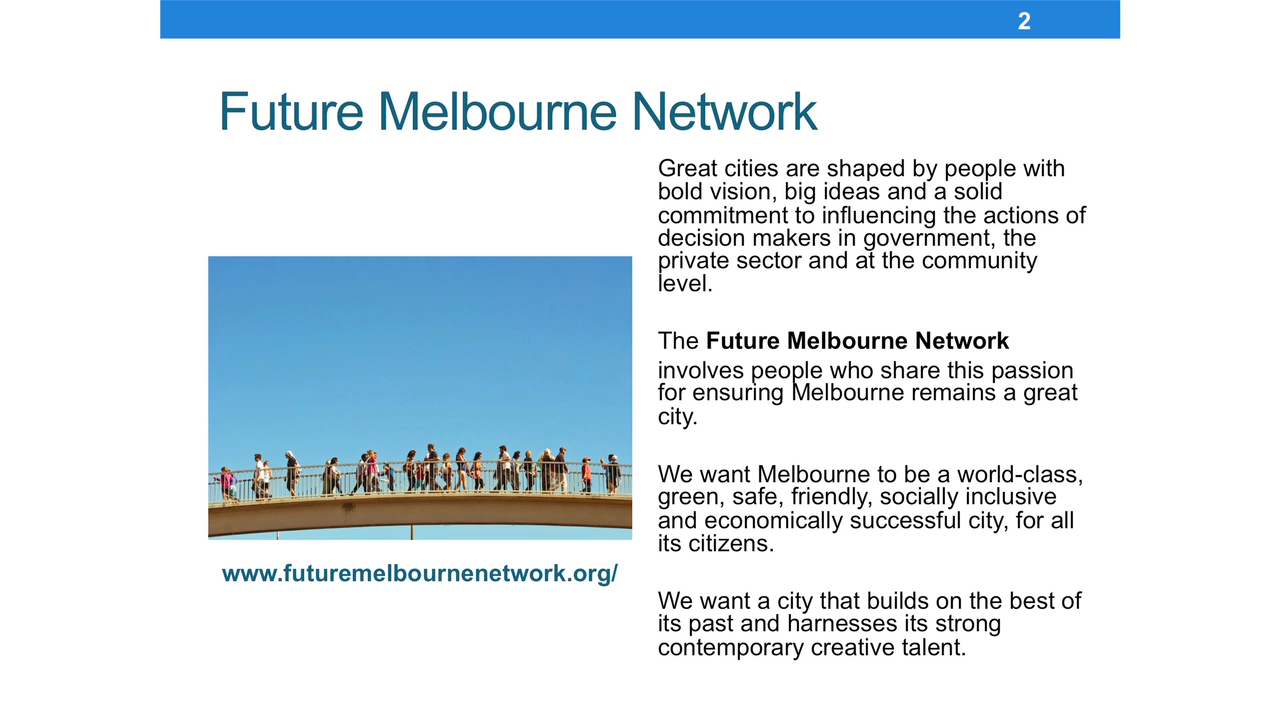 2
Future Melbourne Network
Great cities are shaped by people with
bold vision, big ideas and a solid
commitment to influencing the actions of
decision makers in government, the
private sector and at the community
level.
The Future Melbourne Network
involves people who share this passion
for ensuring Melbourne remains a great
city.
We want Melbourne to be a world-class,
green, safe, friendly, socially inclusive
and economically successful city, for all
its citizens.
We want a city that builds on the best of
its past and harnesses its strong
contemporary creative talent.
www.futuremelbournenetwork.org/